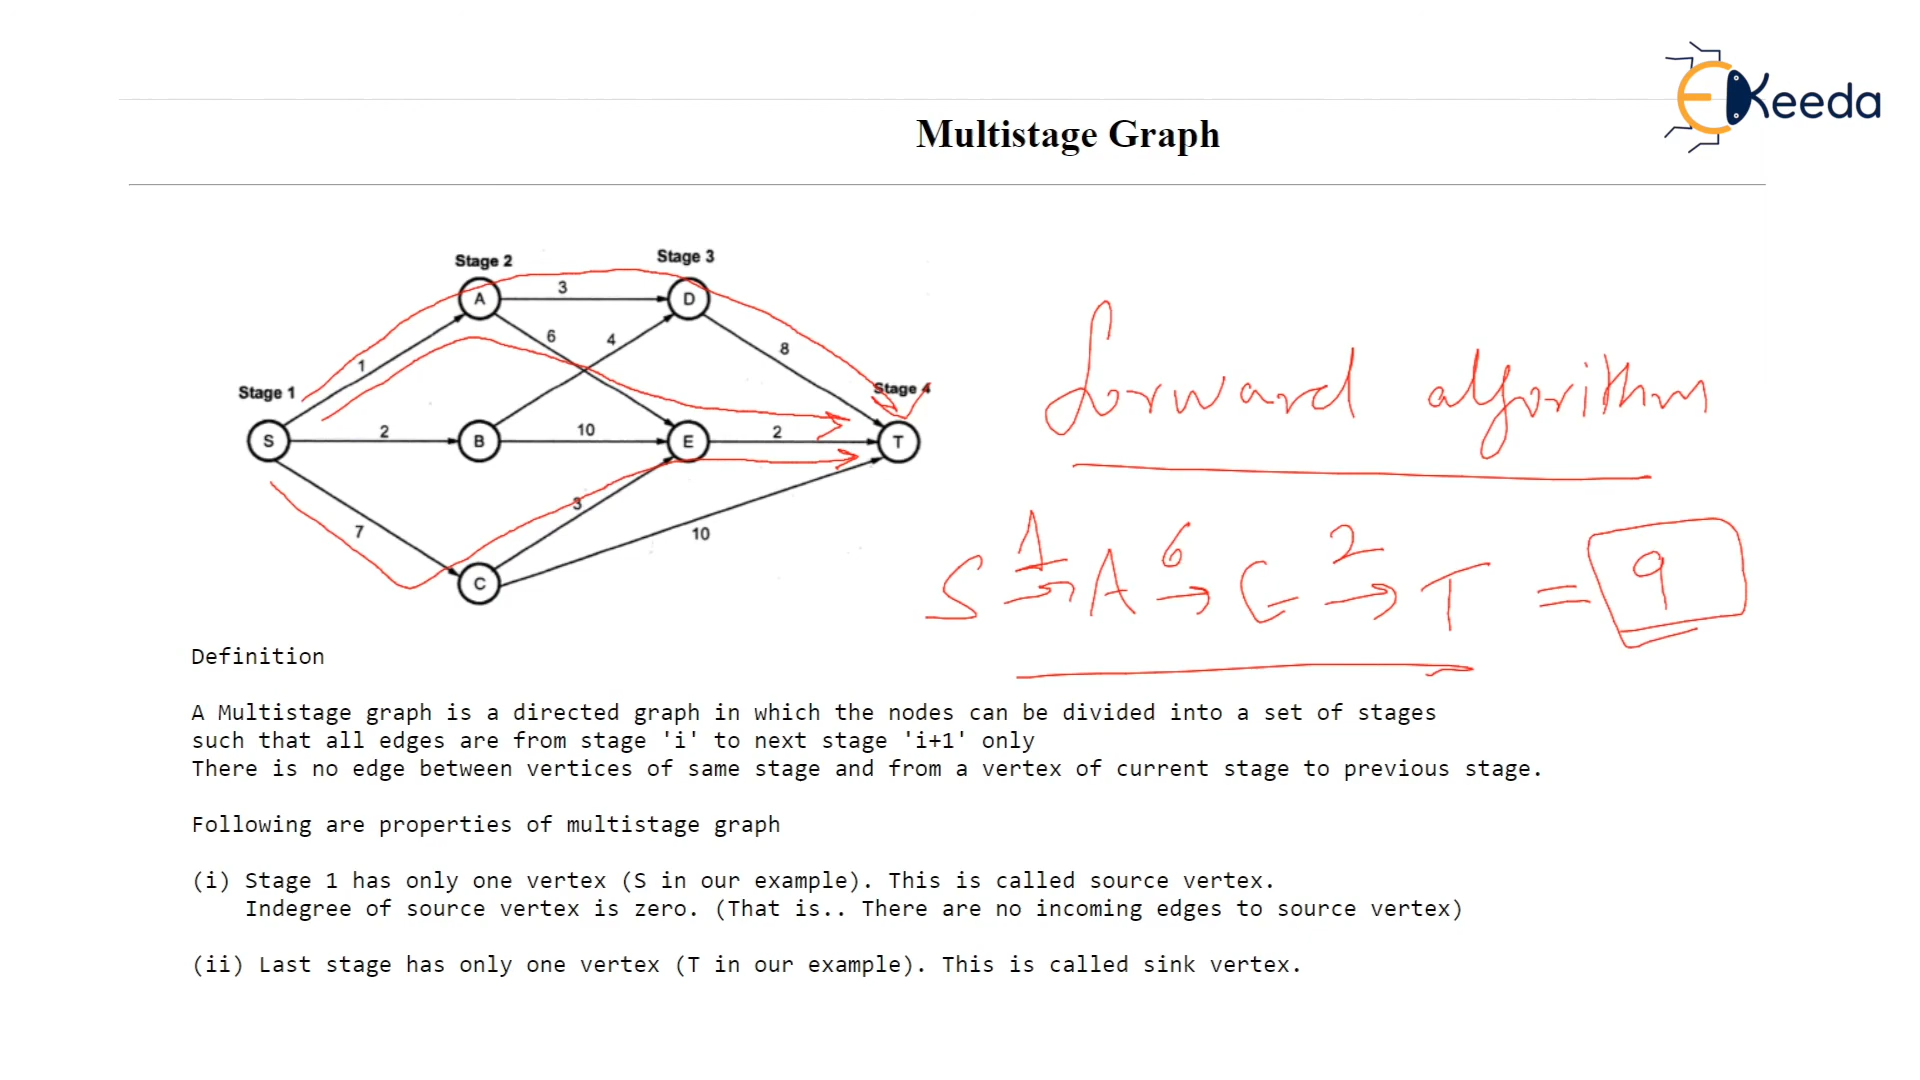 EKeeda
Multistage Graph
Stage 2
Stage 3
A
3
D
6
4
8
1
Stage 1
Stage 4
S
2
B
10
E
2
T
3
7
10
C
forward algorithm
1 6 2
S → A → E → T = 9
Definition
A Multistage graph is a directed graph in which the nodes can be divided into a set of stages
such that all edges are from stage 'i' to next stage 'i+1' only
There is no edge between vertices of same stage and from a vertex of current stage to previous stage.
Following are properties of multistage graph
(i) Stage 1 has only one vertex (S in our example). This is called source vertex.
Indegree of source vertex is zero. (That is.. There are no incoming edges to source vertex)
(ii) Last stage has only one vertex (T in our example). This is called sink vertex.